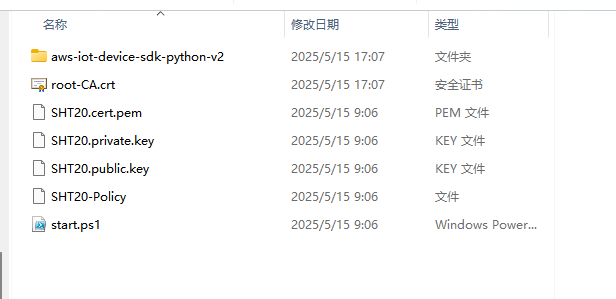 名称 修改日期 类型
aws-iot-device-sdk-python-v2 2025/5/15 17:07 文件夹
root-CA.crt 2025/5/15 17:07 安全证书
SHT20.cert.pem 2025/5/15 9:06 PEM 文件
SHT20.private.key 2025/5/15 9:06 KEY 文件
SHT20.public.key 2025/5/15 9:06 KEY 文件
SHT20-Policy 2025/5/15 9:06 文件
start.ps1 2025/5/15 9:06 Windows Power...